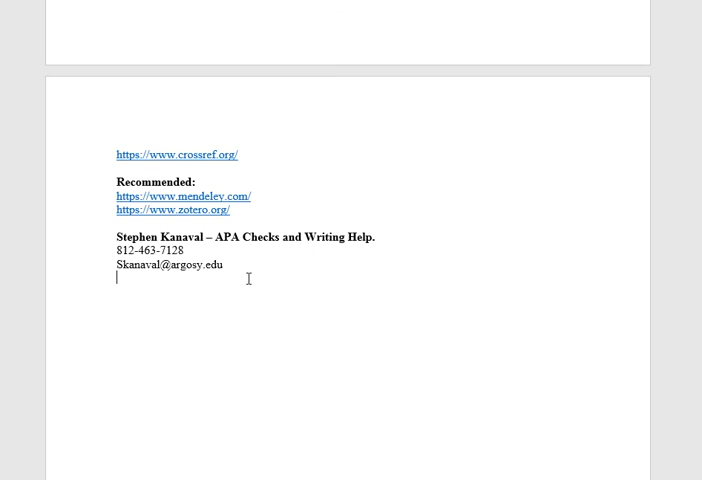 https://www.crossref.org/
Recommended:
https://www.mendeley.com/
https://www.zotero.org/
Stephen Kanaval – APA Checks and Writing Help.
812-463-7128
Skanaval@argosy.edu